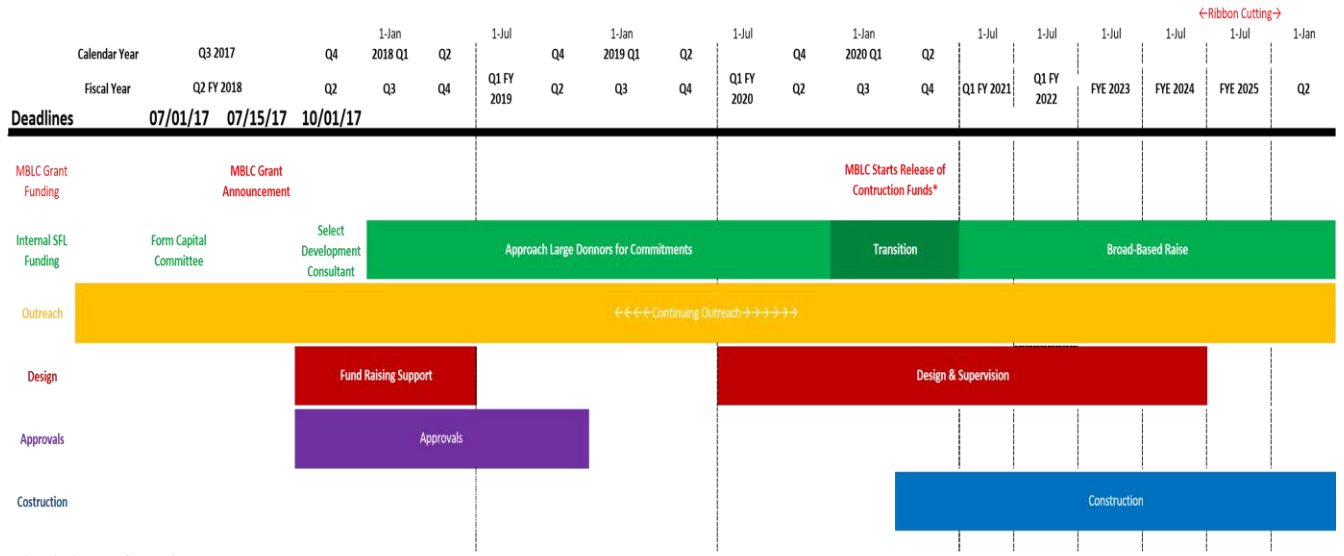 ←Ribbon Cutting→
1-Jan 1-Jul 1-Jan 1-Jul 1-Jan 1-Jul 1-Jul 1-Jul 1-Jul 1-Jul 1-Jan
Calendar Year Q3 2017 Q4 2018 Q1 Q2 Q4 2019 Q1 Q2 Q4 2020 Q1 Q2
Fiscal Year Q2 FY 2018 Q2 Q3 Q4 Q1 FY 2019 Q2 Q3 Q4 Q1 FY 2020 Q2 Q3 Q4 Q1 FY 2021 Q1 FY 2022 FYE 2023 FYE 2024 FYE 2025 Q2
Deadlines 07/01/17 07/15/17 10/01/17
MBLC Grant Funding
MBLC Grant Announcement
MBLC Starts Release of
Contruction Funds*
Internal SFL Funding
Form Capital Committee
Select Development Consultant
Approach Large Donnors for Commitments
Transition
Broad-Based Raise
Outreach
←←←←Continuing Outreach→→→→→→
Design
Fund Raising Support
Design & Supervision
Approvals
Approvals
Costruction
Construction